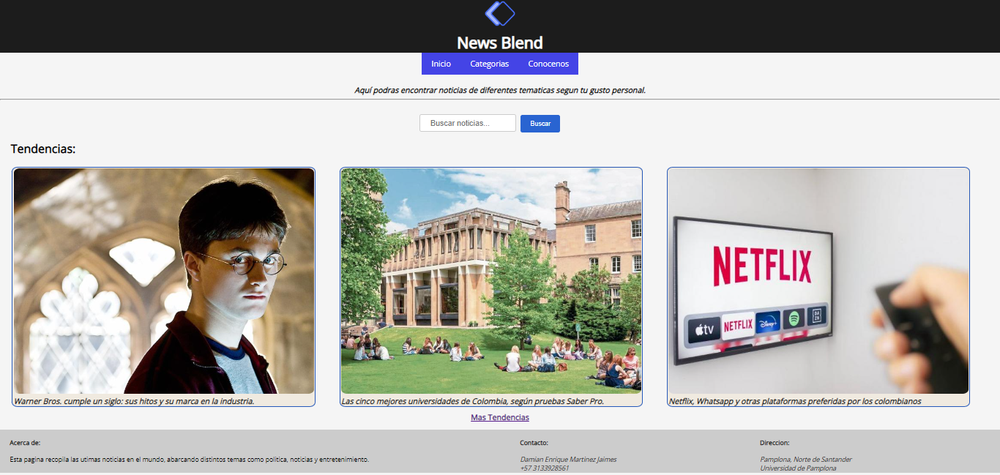 News Blend
Inicio Categorias Conocenos
Aquí podras encontrar noticias de diferentes tematicas segun tu gusto personal.
Buscar noticias... Buscar
Tendencias:
NETFLIX
tv NETFLIX Disney+ DAZN
Warner Bros. cumple un siglo: sus hitos y su marca en la industria.
Las cinco mejores universidades de Colombia, según pruebas Saber Pro.
Netflix, Whatsapp y otras plataformas preferidas por los colombianos
Mas Tendencias
Acerca de:
Esta pagina recopila las utimas noticias en el mundo, abarcando distintos temas como politica, noticias y entretenimiento.
Contacto:
Damian Enrique Martinez Jaimes
+57 3133928561
Direccion:
Pamplona, Norte de Santander
Universidad de Pamplona